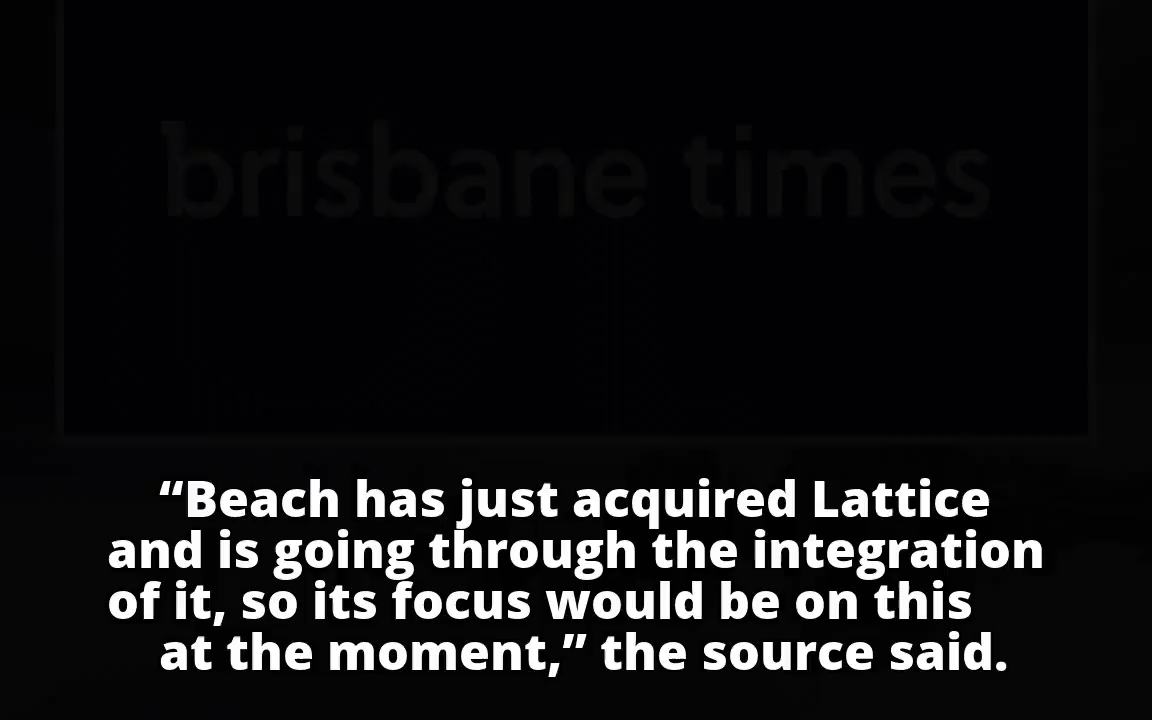 brisbane times
“Beach has just acquired Lattice
and is going through the integration
of it, so its focus would be on this
at the moment,” the source said.